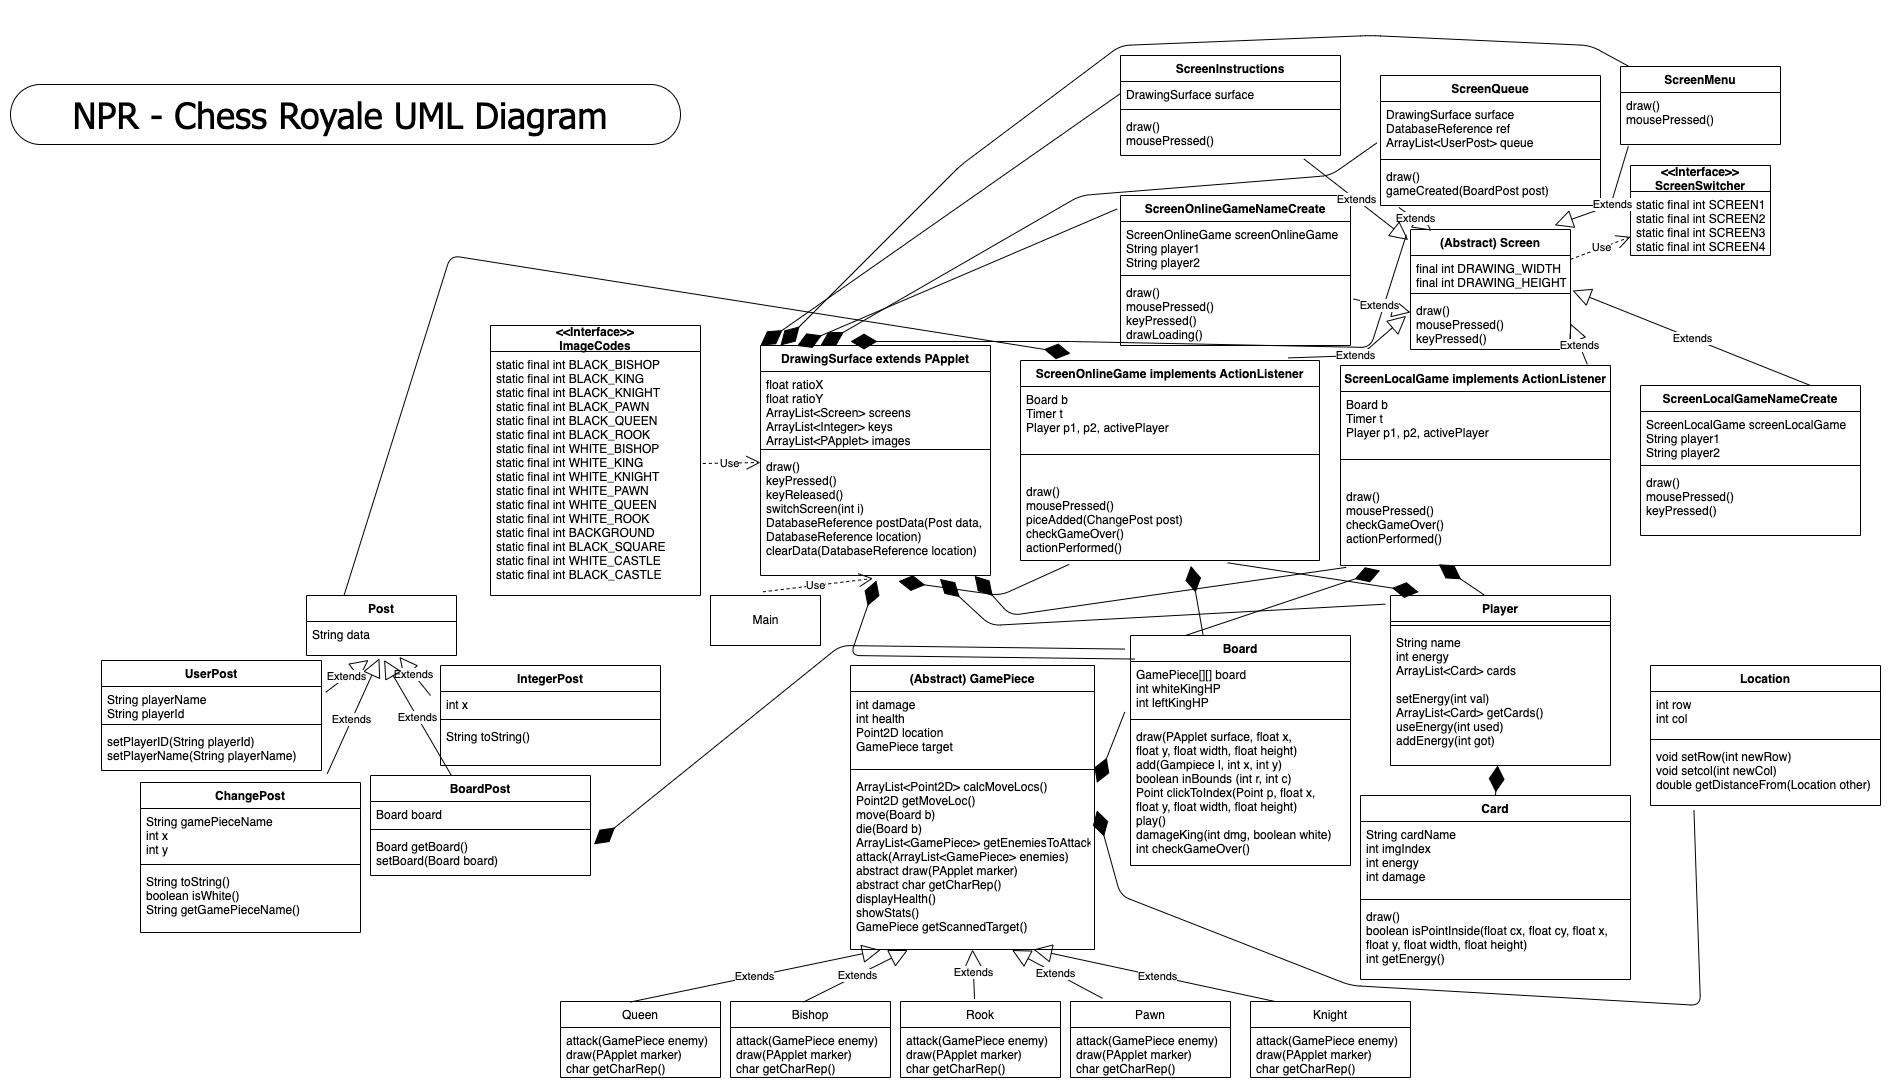 NPR - Chess Royale UML Diagram
ScreenInstructions
DrawingSurface surface
draw()
mousePressed()
ScreenQueue
DrawingSurface surface
DatabaseReference ref
ArrayList<UserPost> queue
draw()
gameCreated(BoardPost post)
ScreenMenu
draw()
mousePressed()
<<Interface>>
ScreenSwitcher
static final int SCREEN1
static final int SCREEN2
static final int SCREEN3
static final int SCREEN4
Extends
Extends
Extends
Use
ScreenOnlineGameNameCreate
ScreenOnlineGame screenOnlineGame
String player1
String player2
draw()
mousePressed()
keyPressed()
drawLoading()
Extends
(Abstract) Screen
final int DRAWING_WIDTH
final int DRAWING_HEIGHT
draw()
mousePressed()
keyPressed()
Extends
Extends
Extends
<<Interface>>
ImageCodes
static final int BLACK_BISHOP
static final int BLACK_KING
static final int BLACK_KNIGHT
static final int BLACK_PAWN
static final int BLACK_QUEEN
static final int BLACK_ROOK
static final int WHITE_BISHOP
static final int WHITE_KING
static final int WHITE_KNIGHT
static final int WHITE_PAWN
static final int WHITE_QUEEN
static final int WHITE_ROOK
static final int BACKGROUND
static final int BLACK_SQUARE
static final int WHITE_CASTLE
static final int BLACK_CASTLE
Use
DrawingSurface extends PApplet
float ratioX
float ratioY
ArrayList<Screen> screens
ArrayList<Integer> keys
ArrayList<PApplet> images
draw()
keyPressed()
keyReleased()
switchScreen(int i)
DatabaseReference postData(Post data,
DatabaseReference location)
clearData(DatabaseReference location)
ScreenOnlineGame implements ActionListener
Board b
Timer t
Player p1, p2, activePlayer
draw()
mousePressed()
piceAdded(ChangePost post)
checkGameOver()
actionPerformed()
ScreenLocalGame implements ActionListener
Board b
Timer t
Player p1, p2, activePlayer
draw()
mousePressed()
checkGameOver()
actionPerformed()
ScreenLocalGameNameCreate
ScreenLocalGame screenLocalGame
String player1
String player2
draw()
mousePressed()
keyPressed()
Use
Main
Post
String data
UserPost
String playerName
String playerId
setPlayerID(String playerId)
setPlayerName(String playerName)
Extends
Extends
Extends
Extends
IntegerPost
int x
String toString()
ChangePost
String gamePieceName
int x
int y
String toString()
boolean isWhite()
String getGamePieceName()
BoardPost
Board board
Board getBoard()
setBoard(Board board)
(Abstract) GamePiece
int damage
int health
Point2D location
GamePiece target
ArrayList<Point2D> calcMoveLocs()
Point2D getMoveLoc()
move(Board b)
die(Board b)
ArrayList<GamePiece> getEnemiesToAttack
attack(ArrayList<GamePiece> enemies)
abstract draw(PApplet marker)
abstract char getCharRep()
displayHealth()
showStats()
GamePiece getScannedTarget()
Board
GamePiece[][] board
int whiteKingHP
int leftKingHP
draw(PApplet surface, float x,
float y, float width, float height)
add(Gampiece l, int x, int y)
boolean inBounds (int r, int c)
Point clickToIndex(Point p, float x,
float y, float width, float height)
play()
damageKing(int dmg, boolean white)
int checkGameOver()
Player
String name
int energy
ArrayList<Card> cards
setEnergy(int val)
ArrayList<Card> getCards()
useEnergy(int used)
addEnergy(int got)
Location
int row
int col
void setRow(int newRow)
void setcol(int newCol)
double getDistanceFrom(Location other)
Card
String cardName
int imgIndex
int energy
int damage
draw()
boolean isPointInside(float cx, float cy, float x,
float y, float width, float height)
int getEnergy()
Extends
Extends
Extends
Extends
Extends
Queen
attack(GamePiece enemy)
draw(PApplet marker)
char getCharRep()
Bishop
attack(GamePiece enemy)
draw(PApplet marker)
char getCharRep()
Rook
attack(GamePiece enemy)
draw(PApplet marker)
char getCharRep()
Pawn
attack(GamePiece enemy)
draw(PApplet marker)
char getCharRep()
Knight
attack(GamePiece enemy)
draw(PApplet marker)
char getCharRep()